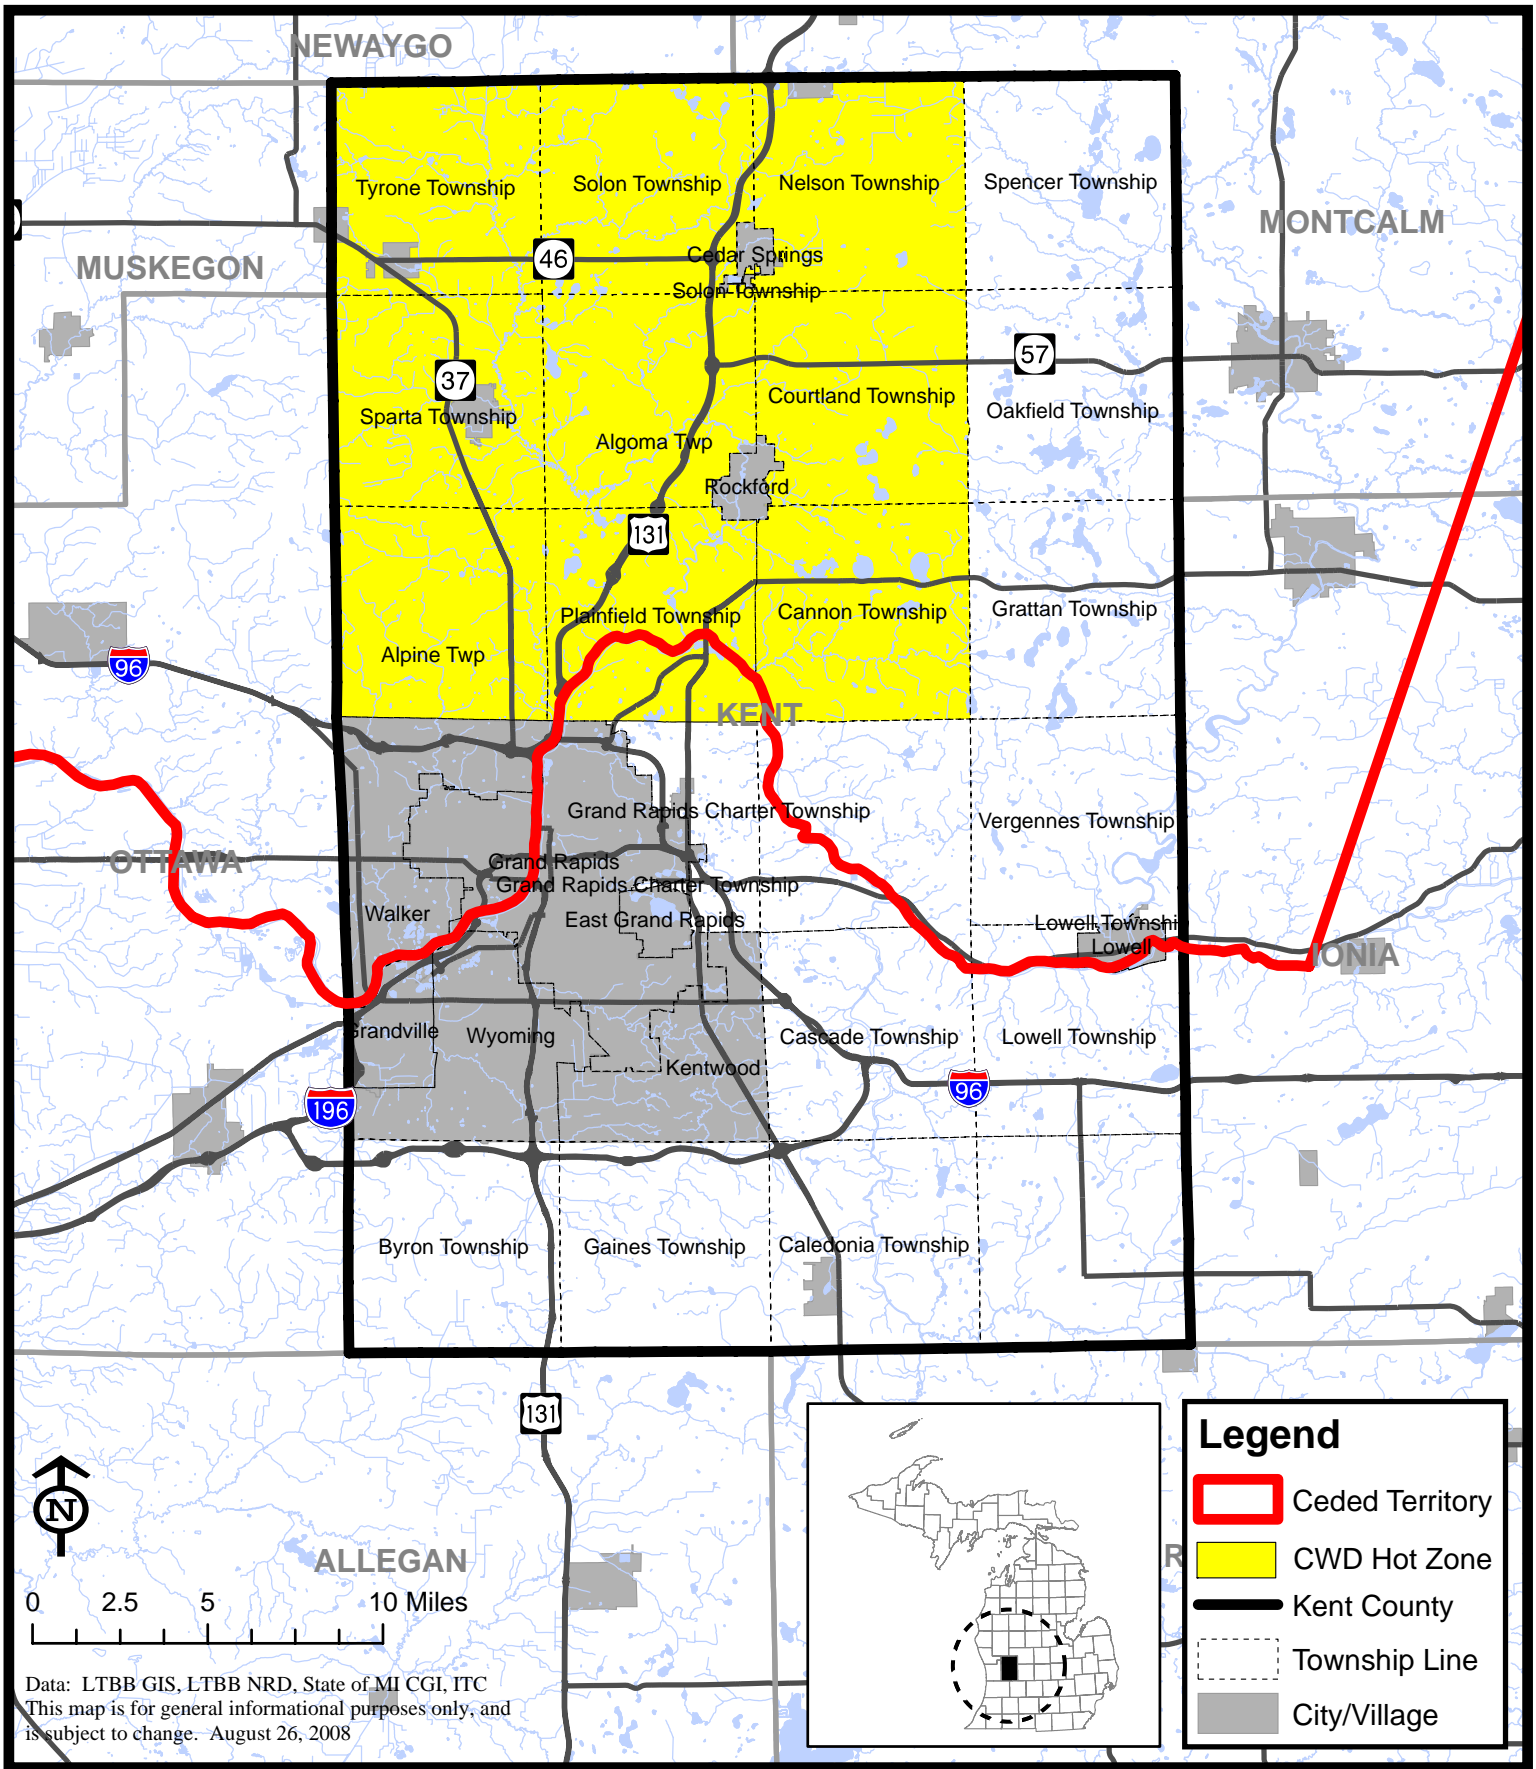 NEWAYGO
Tyrone Township
Solon Township
Nelson Township
Spencer Township
MONTCALM
MUSKEGON
46
Cedar Springs
Solon Township
57
37
Courtland Township
Sparta Township
Oakfield Township
Algoma Twp
Rockford
131
Plainfield Township
Cannon Township
Grattan Township
Alpine Twp
96
KENT
Grand Rapids Charter Township
Vergennes Township
OTTAWA
Grand Rapids
Grand Rapids Charter Township
Walker
East Grand Rapids
Lowell Townshi
Lowell
IONIA
Grandville
Wyoming
Cascade Township
Lowell Township
Kentwood
96
196
Byron Township
Gaines Township
Caledonia Township
131
ALLEGAN
R
N
0 2.5 5 10 Miles
Data: LTBB GIS, LTBB NRD, State of MI CGI, ITC
This map is for general informational purposes only, and
is subject to change. August 26, 2008
Legend
Ceded Territory
CWD Hot Zone
Kent County
Township Line
City/Village